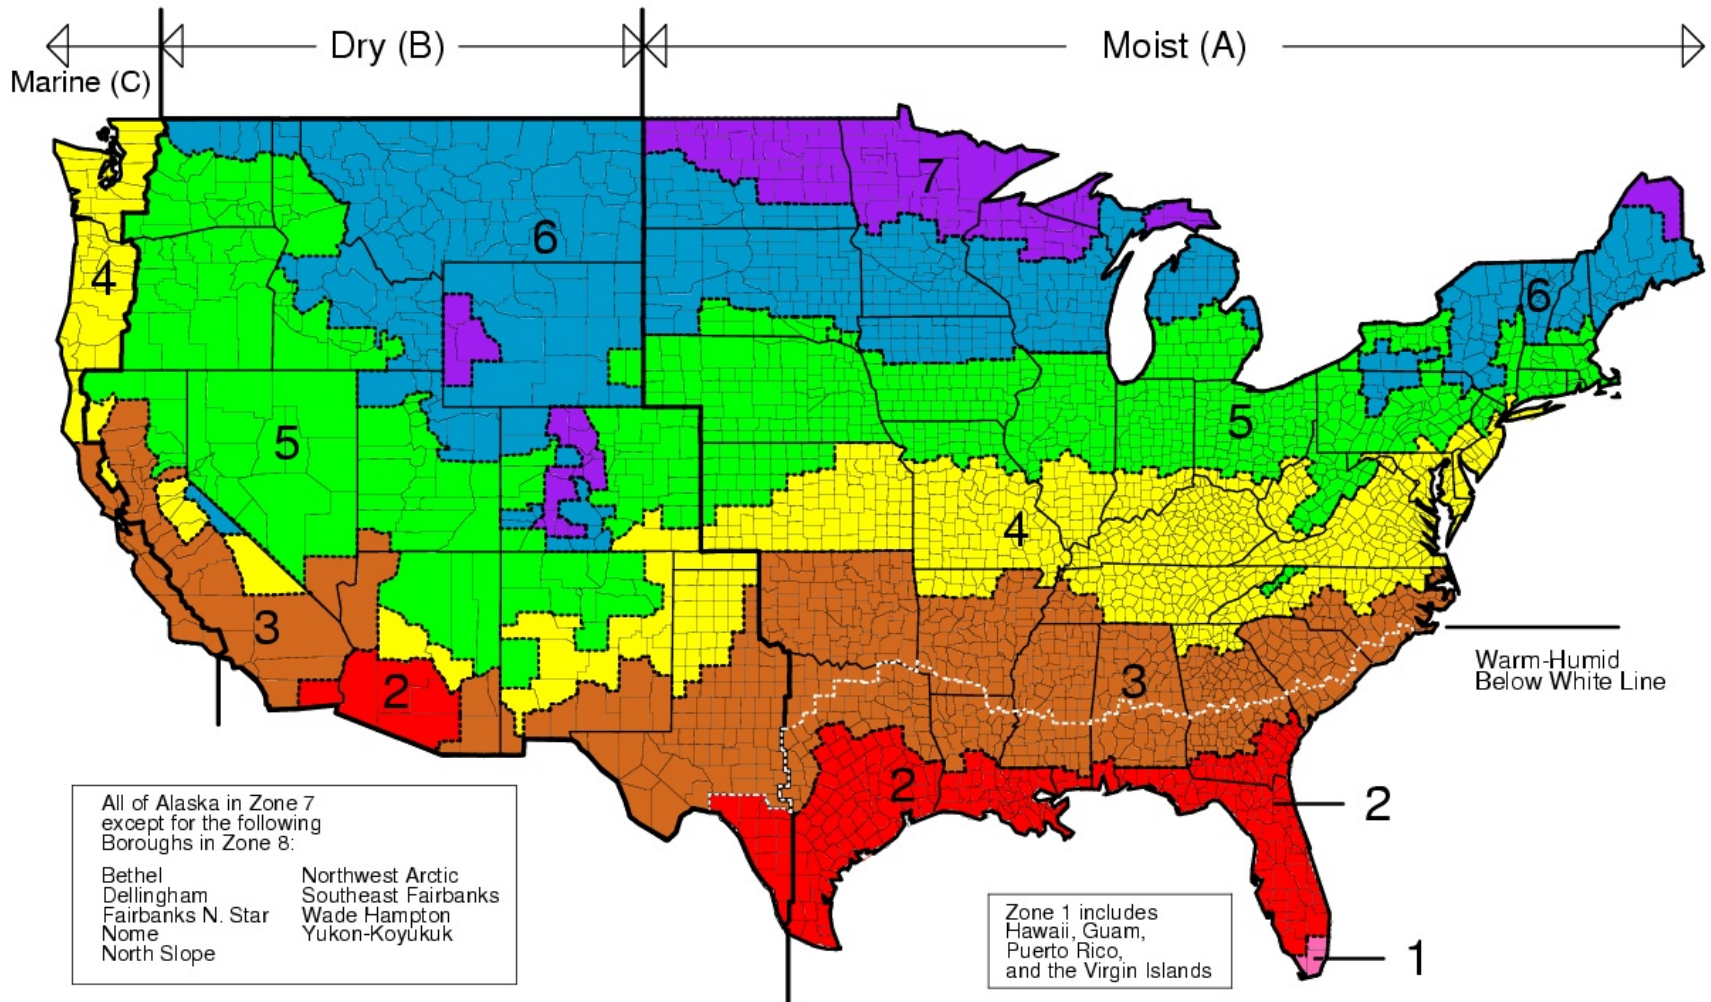 Dry (B)
Moist (A)
Marine (C)
7
6
4
6
5
5
4
3
3
Warm-Humid
Below White Line
2
2
2
1
All of Alaska in Zone 7
except for the following
Boroughs in Zone 8:
Bethel
Dellingham
Fairbanks N. Star
Nome
North Slope
Northwest Arctic
Southeast Fairbanks
Wade Hampton
Yukon-Koyukuk
Zone 1 includes
Hawaii, Guam,
Puerto Rico,
and the Virgin Islands